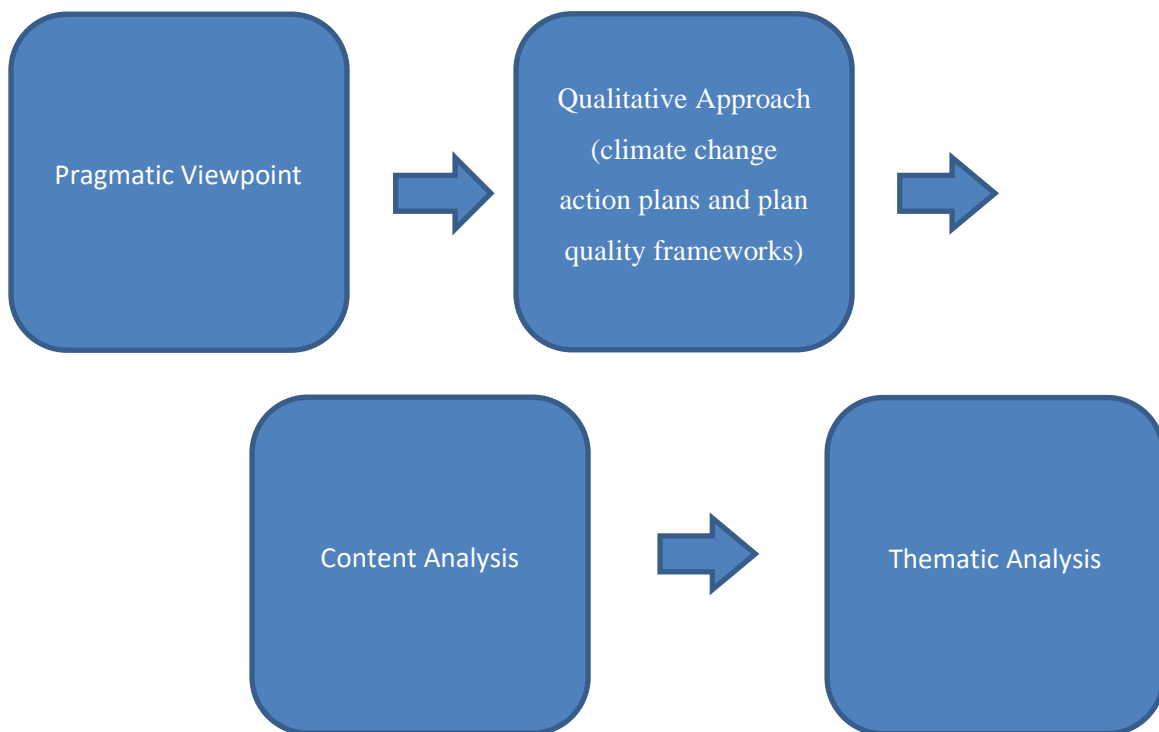 Pragmatic Viewpoint
Qualitative Approach
(climate change
action plans and plan
quality frameworks)
Content Analysis
Thematic Analysis